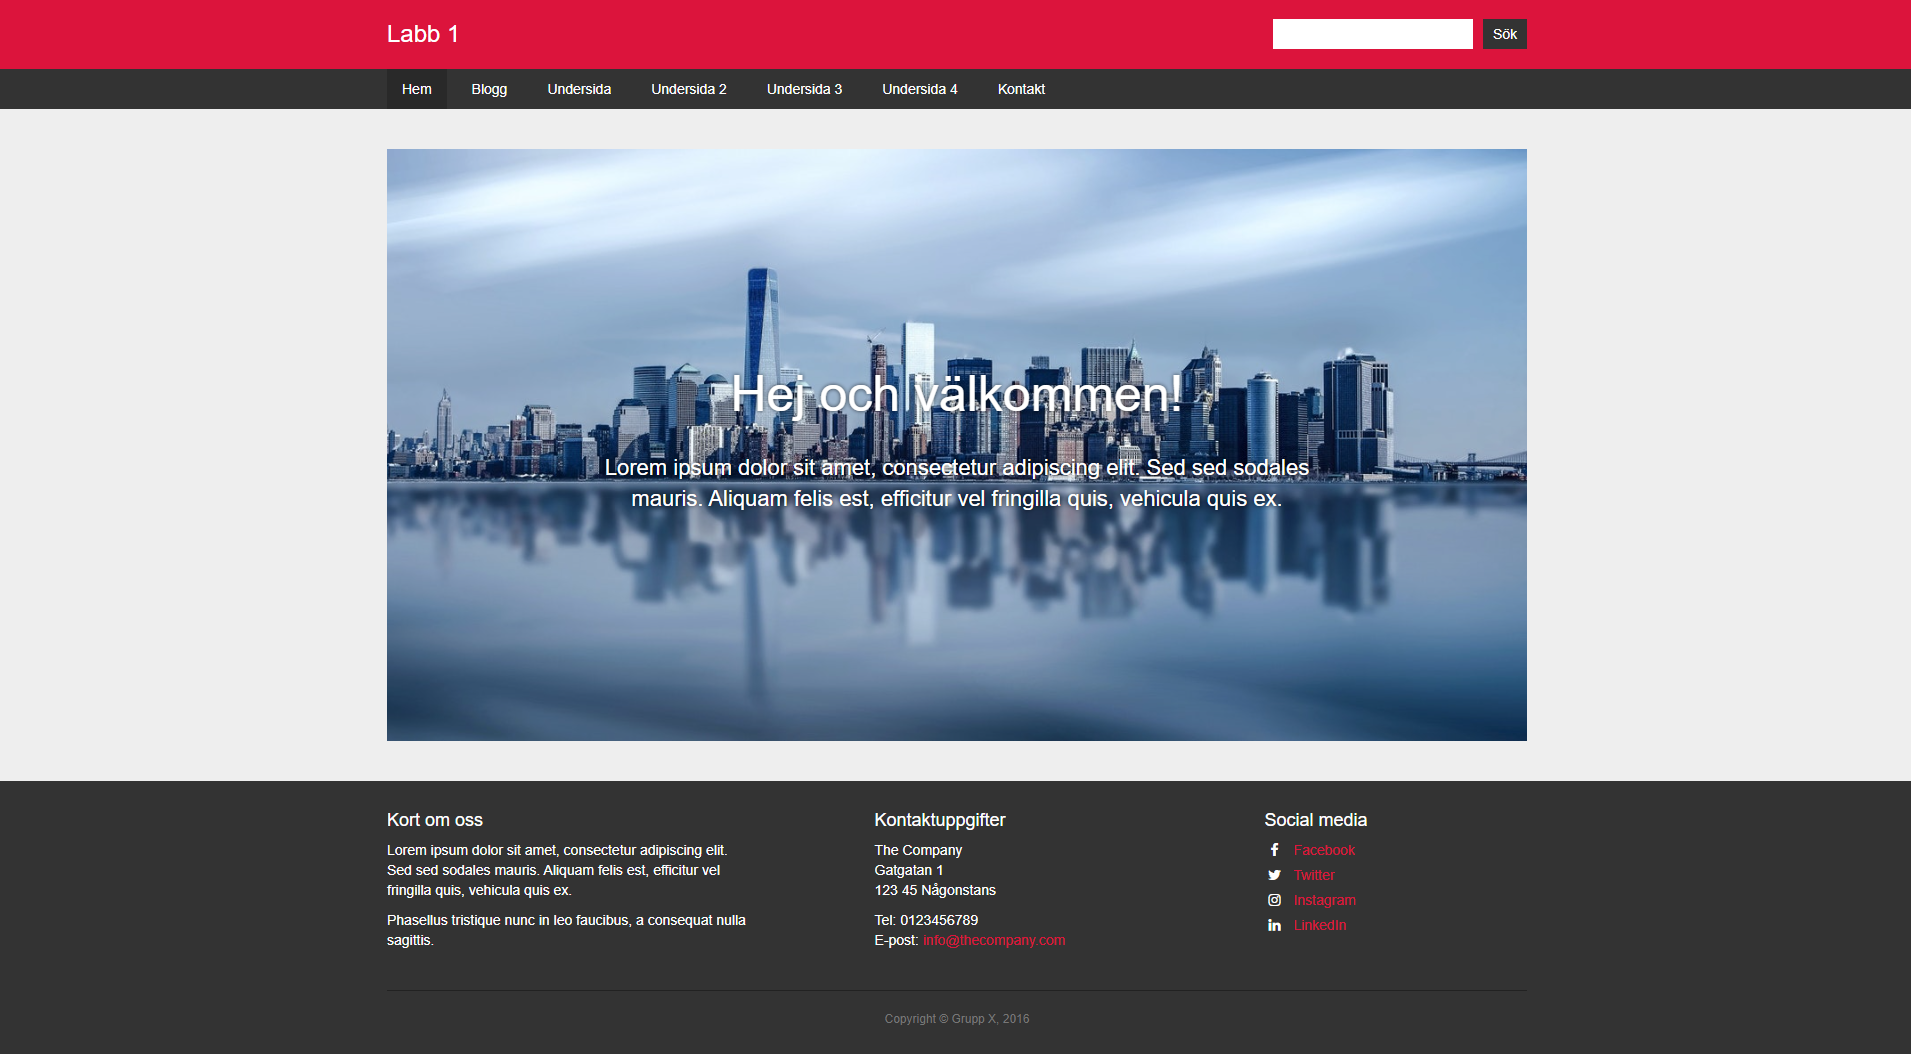 Labb 1
Sök
Hem Blogg Undersida Undersida 2 Undersida 3 Undersida 4 Kontakt
Hej och välkommen!
Lorem ipsum dolor sit amet, consectetur adipiscing elit. Sed sed sodales
mauris. Aliquam felis est, efficitur vel fringilla quis, vehicula quis ex.
Kort om oss
Lorem ipsum dolor sit amet, consectetur adipiscing elit.
Sed sed sodales mauris. Aliquam felis est, efficitur vel
fringilla quis, vehicula quis ex.
Phasellus tristique nunc in leo faucibus, a consequat nulla
sagittis.
Kontaktuppgifter
The Company
Gatgatan 1
123 45 Någonstans
Tel: 0123456789
E-post: info@thecompany.com
Social media
Facebook
Twitter
Instagram
LinkedIn
Copyright © Grupp X, 2016